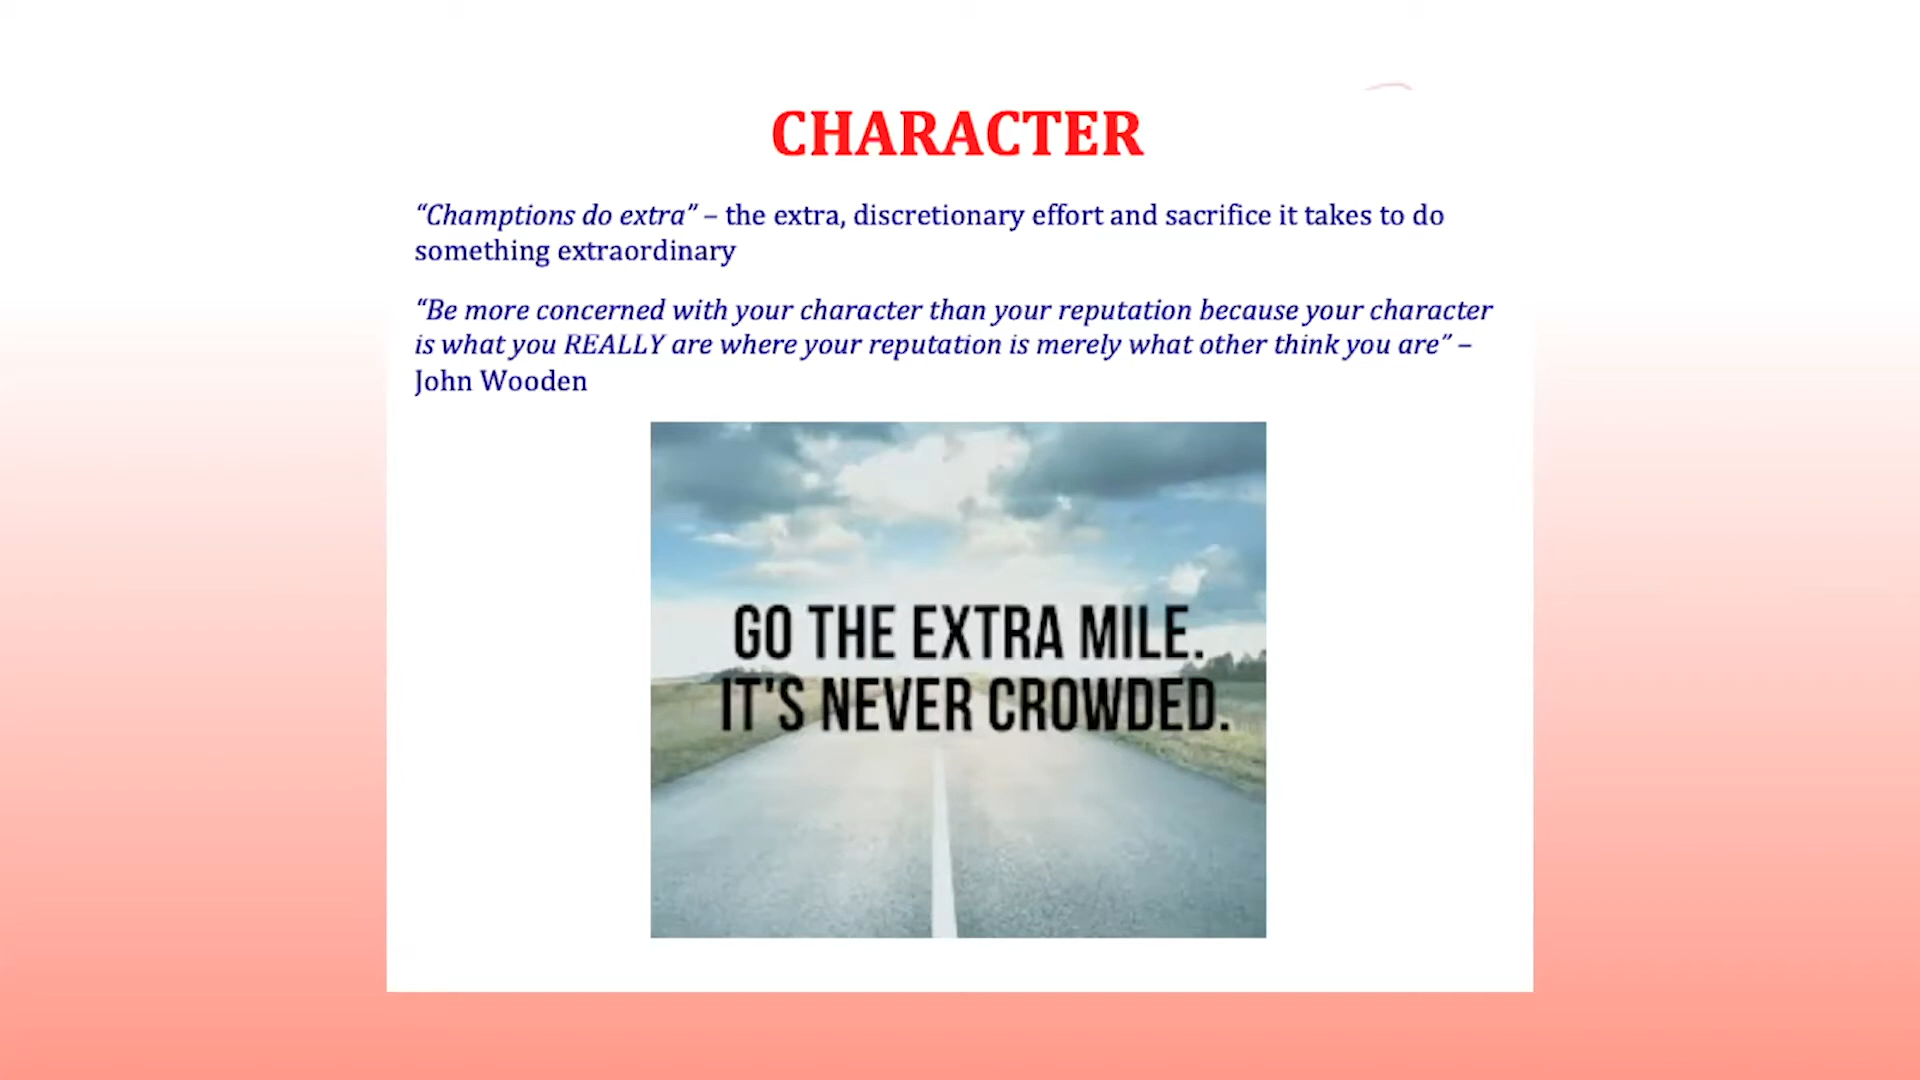 CHARACTER
“Champtions do extra” – the extra, discretionary effort and sacrifice it takes to do
something extraordinary
“Be more concerned with your character than your reputation because your character
is what you REALLY are where your reputation is merely what other think you are” –
John Wooden
GO THE EXTRA MILE.
IT'S NEVER CROWDED.